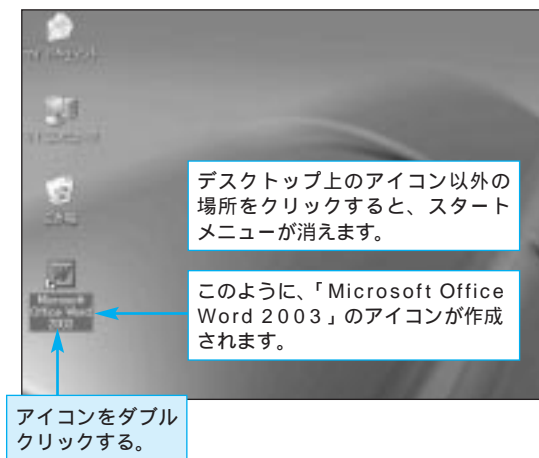 デスクトップ上のアイコン以外の
場所をクリックすると、スタート
メニューが消えます。
このように、「Microsoft Office
Word 2003」のアイコンが作成
されます。
Microsoft
Office Word
2003
アイコンをダブル
クリックする。